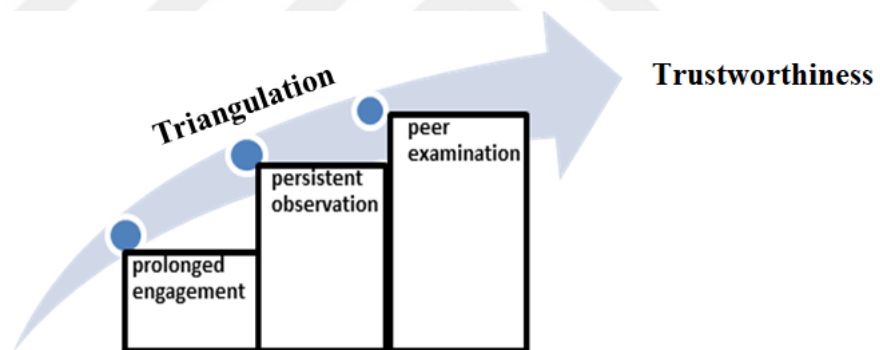 Triangulation
Trustworthiness
peer
examination
persistent
observation
prolonged
engagement